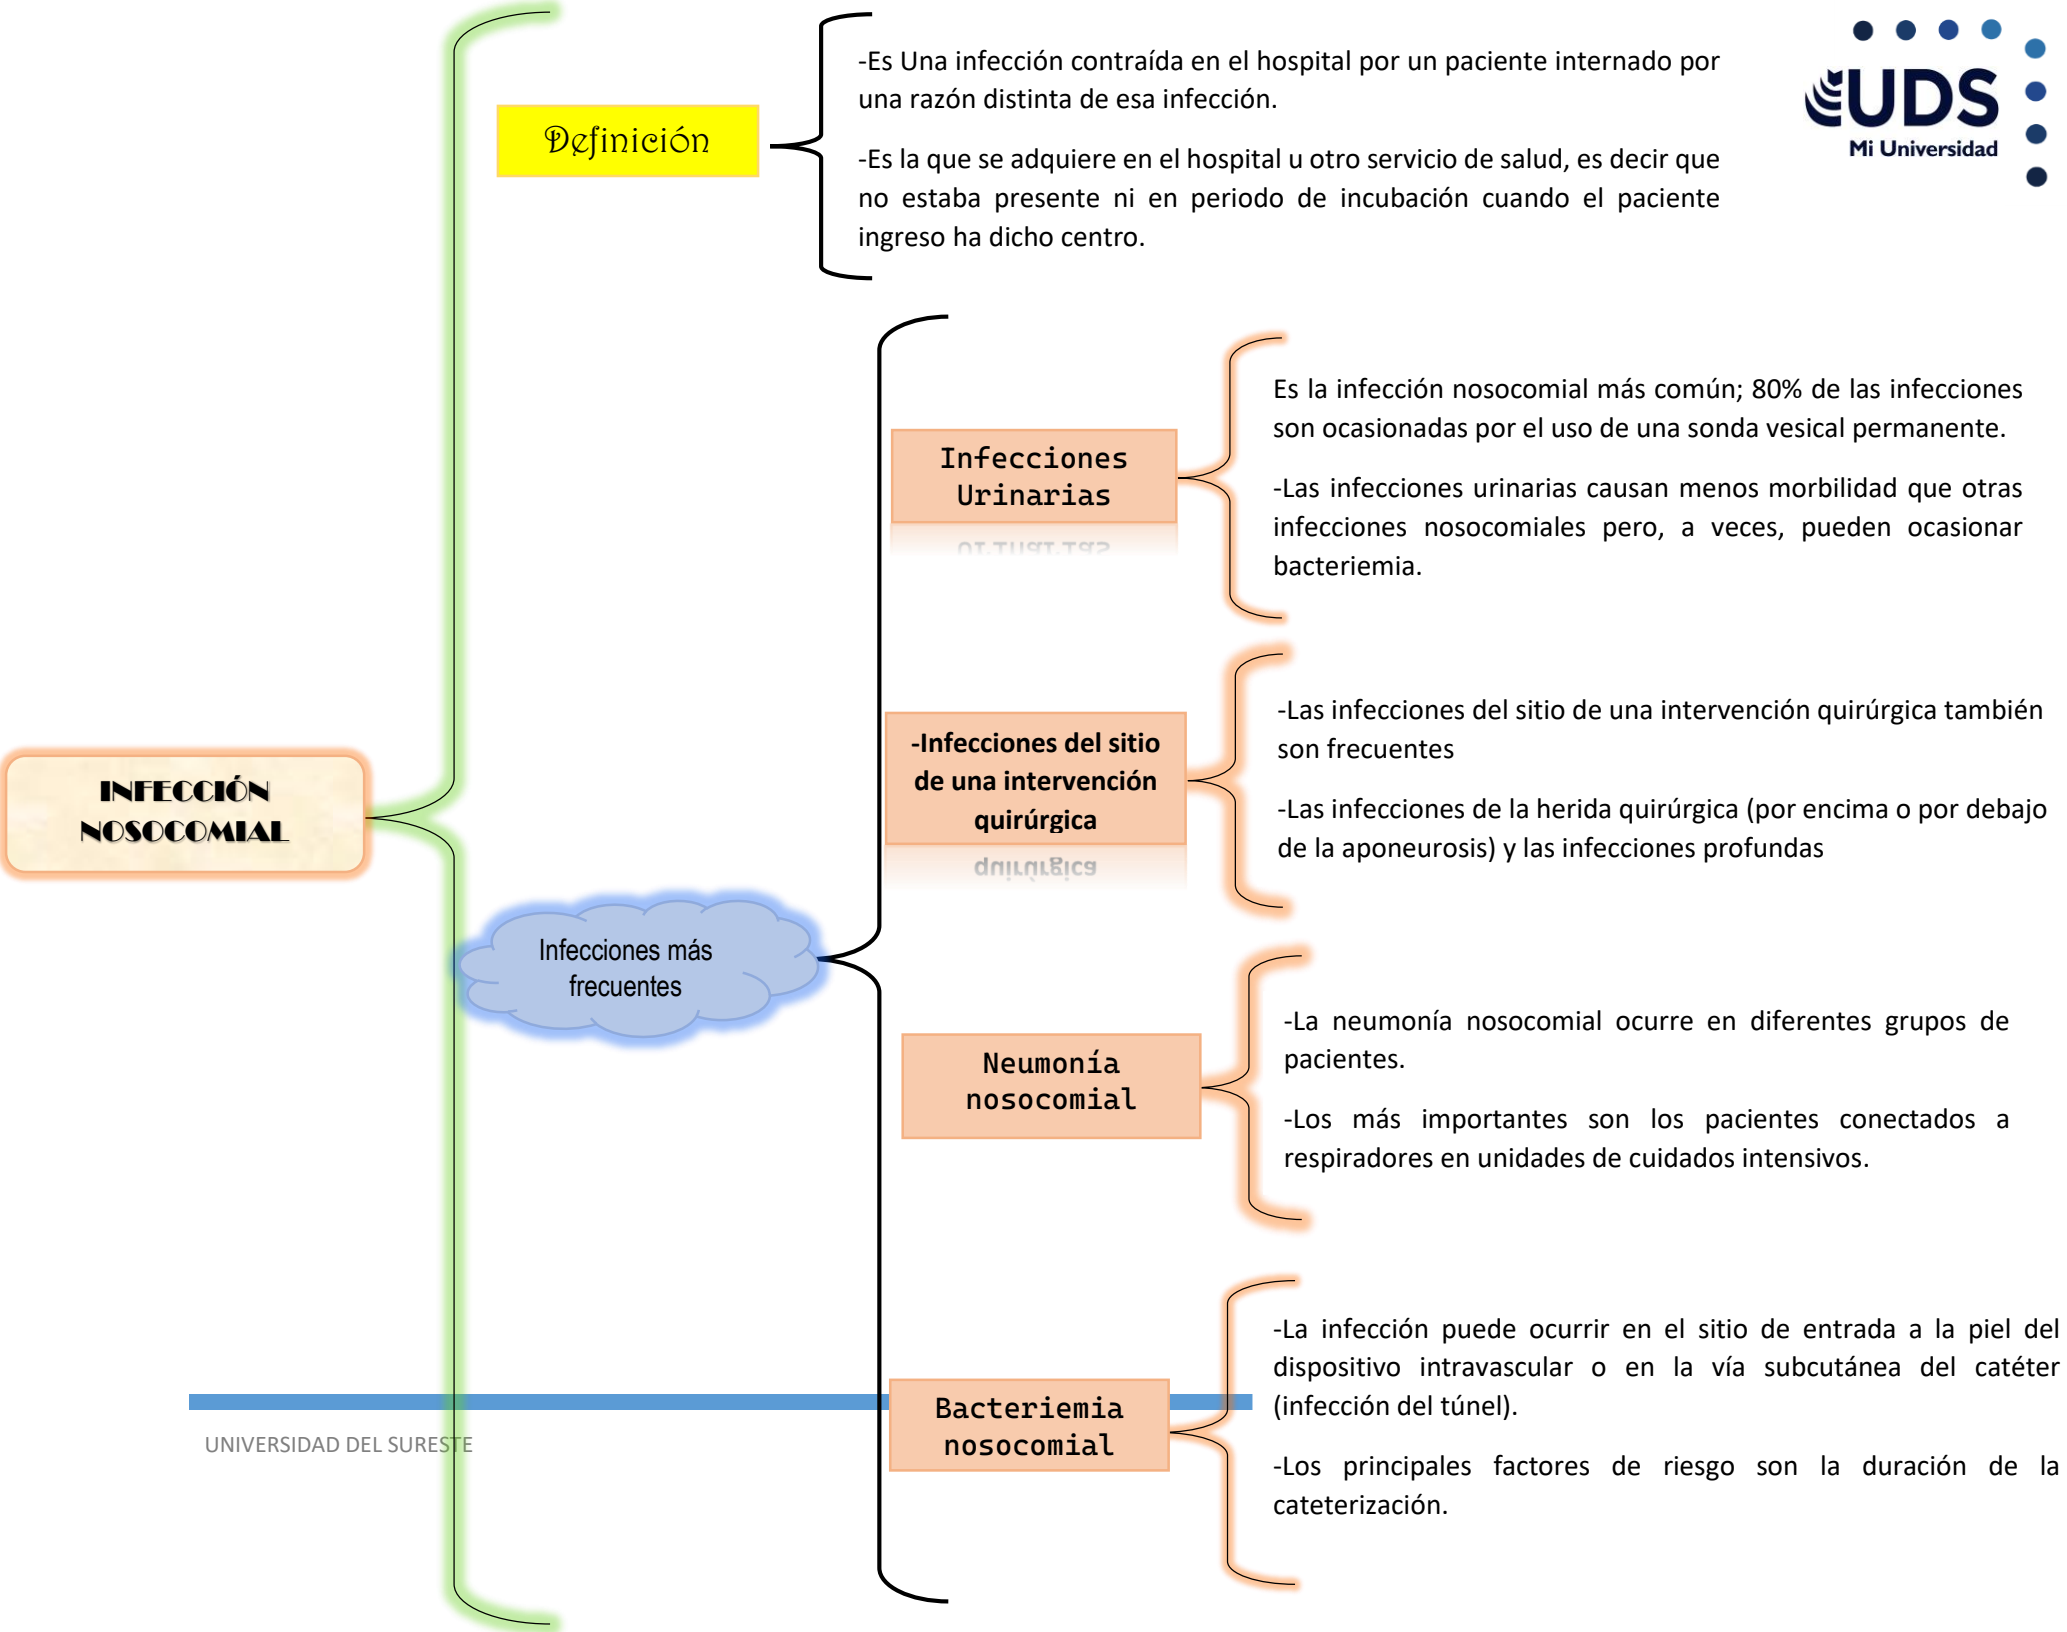 -Es Una infección contraída en el hospital por un paciente internado por
una razón distinta de esa infección.
Definición
-Es la que se adquiere en el hospital u otro servicio de salud, es decir que
no estaba presente ni en periodo de incubación cuando el paciente
ingreso ha dicho centro.
UDS
Mi Universidad
Es la infección nosocomial más común; 80% de las infecciones
son ocasionadas por el uso de una sonda vesical permanente.
Infecciones
Urinarias
-Las infecciones urinarias causan menos morbilidad que otras
infecciones nosocomiales pero, a veces, pueden ocasionar
bacteriemia.
-Las infecciones del sitio de una intervención quirúrgica también
son frecuentes
-Infecciones del sitio
de una intervención
quirúrgica
-Las infecciones de la herida quirúrgica (por encima o por debajo
de la aponeurosis) y las infecciones profundas
INFECCIÓN
NOSOCOMIAL
Infecciones más
frecuentes
-La neumonía nosocomial ocurre en diferentes grupos de
pacientes.
Neumonía
nosocomial
-Los más importantes son los pacientes conectados a
respiradores en unidades de cuidados intensivos.
-La infección puede ocurrir en el sitio de entrada a la piel del
dispositivo intravascular o en la vía subcutánea del catéter
(infección del túnel).
Bacteriemia
nosocomial
-Los principales factores de riesgo son la duración de la
cateterización.
UNIVERSIDAD DEL SURESTE